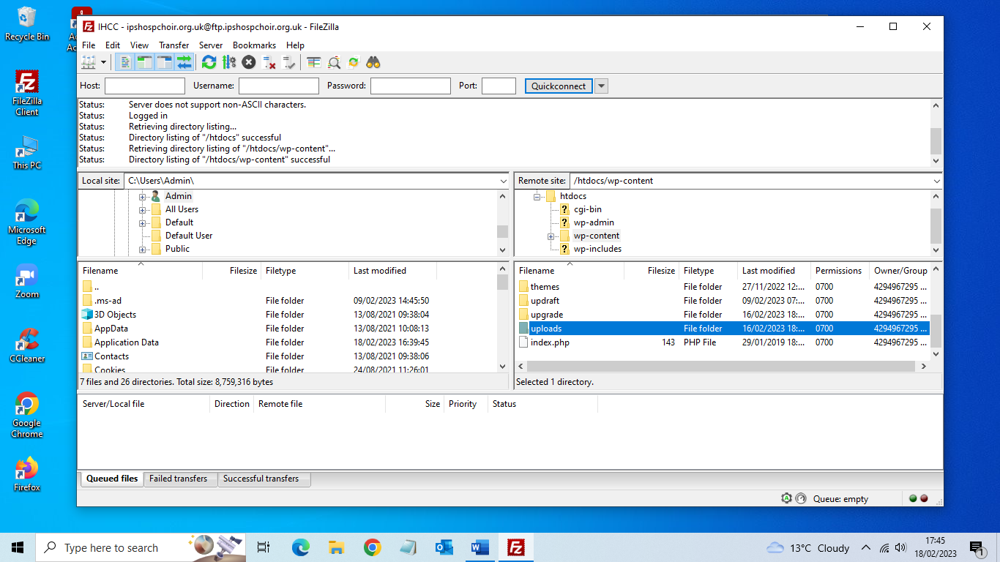 Recycle Bin
FileZilla Client
This PC
Microsoft Edge
Zoom
CCleaner
Google Chrome
Firefox
IHCC - ipshospchoir.org.uk@ftp.ipshospchoir.org.uk - FileZilla
File Edit View Transfer Server Bookmarks Help
Host: Username: Password: Port: Quickconnect
Status: Server does not support non-ASCII characters.
Status: Logged in
Status: Retrieving directory listing...
Status: Directory listing of "/htdocs" successful
Status: Retrieving directory listing of "/htdocs/wp-content"...
Status: Directory listing of "/htdocs/wp-content" successful
Local site: C:\Users\Admin\
Admin
All Users
Default
Default User
Public
Filename Filesize Filetype Last modified
..
.ms-ad File folder 09/02/2023 14:45:50
3D Objects File folder 13/08/2021 09:38:04
AppData File folder 13/08/2021 10:08:13
Application Data File folder 18/02/2023 16:39:45
Contacts File folder 13/08/2021 09:38:06
Cookies File folder 24/08/2021 11:26:01
7 files and 26 directories. Total size: 8,759,316 bytes
Remote site: /htdocs/wp-content
htdocs
cgi-bin
wp-admin
wp-content
wp-includes
Filename Filesize Filetype Last modified Permissions Owner/Group
themes File folder 27/11/2022 12:... 0700 4294967295 ...
updraft File folder 09/02/2023 07:... 0700 4294967295 ...
upgrade File folder 16/02/2023 18:... 0700 4294967295 ...
uploads File folder 16/02/2023 18:... 0700 4294967295 ...
index.php 143 PHP File 29/01/2019 18:... 0700 4294967295 ...
Selected 1 directory.
Server/Local file Direction Remote file Size Priority Status
Queued files Failed transfers Successful transfers
Queue: empty
Type here to search
13°C Cloudy
17:45
18/02/2023
1